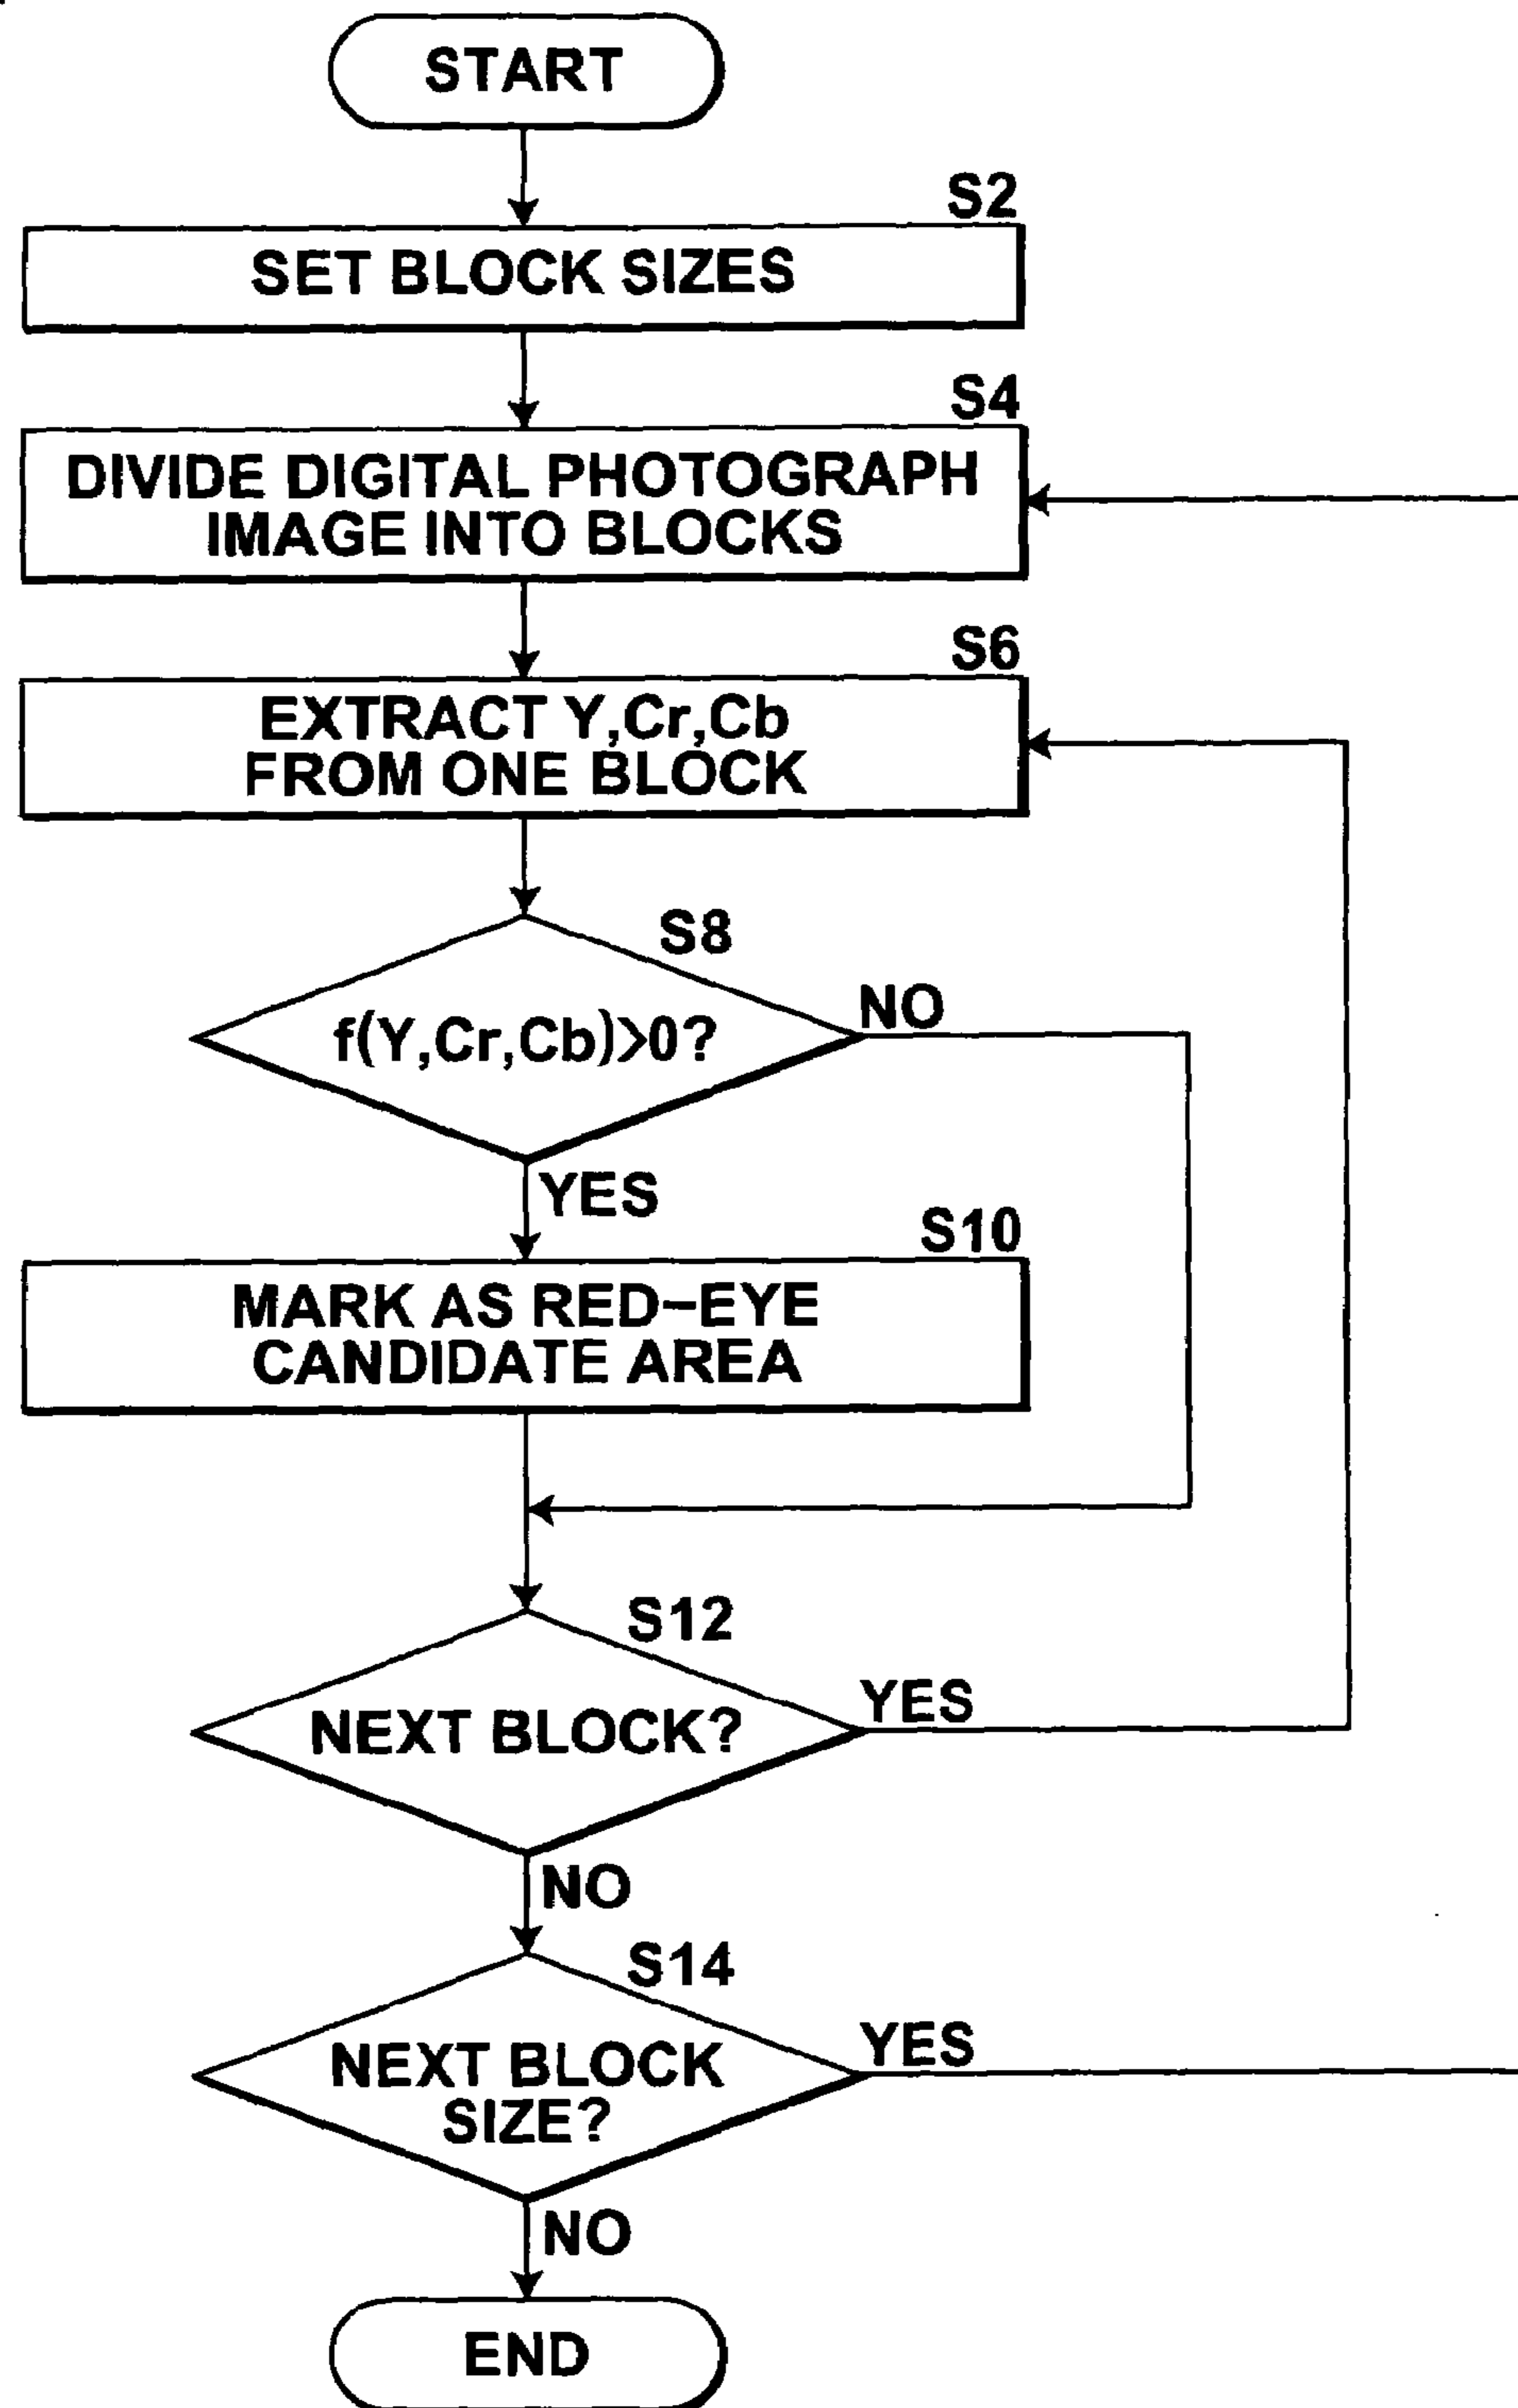 START
S2
SET BLOCK SIZES
S4
DIVIDE DIGITAL PHOTOGRAPH
IMAGE INTO BLOCKS
S6
EXTRACT Y,Cr,Cb
FROM ONE BLOCK
S8
f(Y,Cr,Cb)>0?
NO
YES
S10
MARK AS RED-EYE
CANDIDATE AREA
S12
NEXT BLOCK?
YES
NO
S14
NEXT BLOCK
SIZE?
YES
NO
END